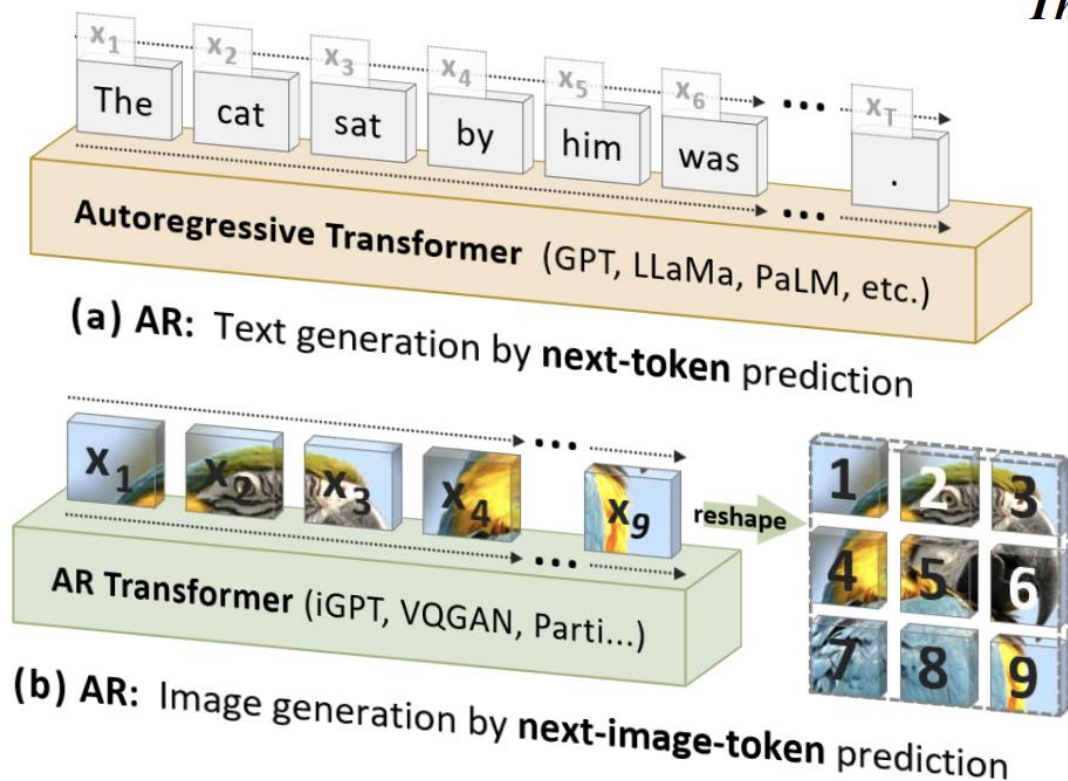 Th
x1 x2 x3 x4 x5 x6 ... xT
The cat sat by him was ... .
...
Autoregressive Transformer (GPT, LLaMa, PaLM, etc.)
(a) AR: Text generation by next-token prediction
...
x1 x2 x3 x4 x9
...
AR Transformer (iGPT, VQGAN, Parti...)
reshape
1 2 3
4 5 6
7 8 9
(b) AR: Image generation by next-image-token prediction